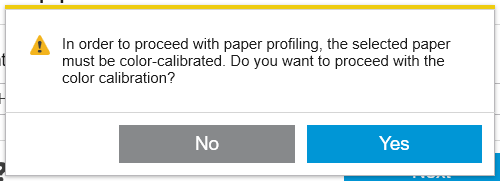 In order to proceed with paper profiling, the selected paper
must be color-calibrated. Do you want to proceed with the
color calibration?
No
Yes